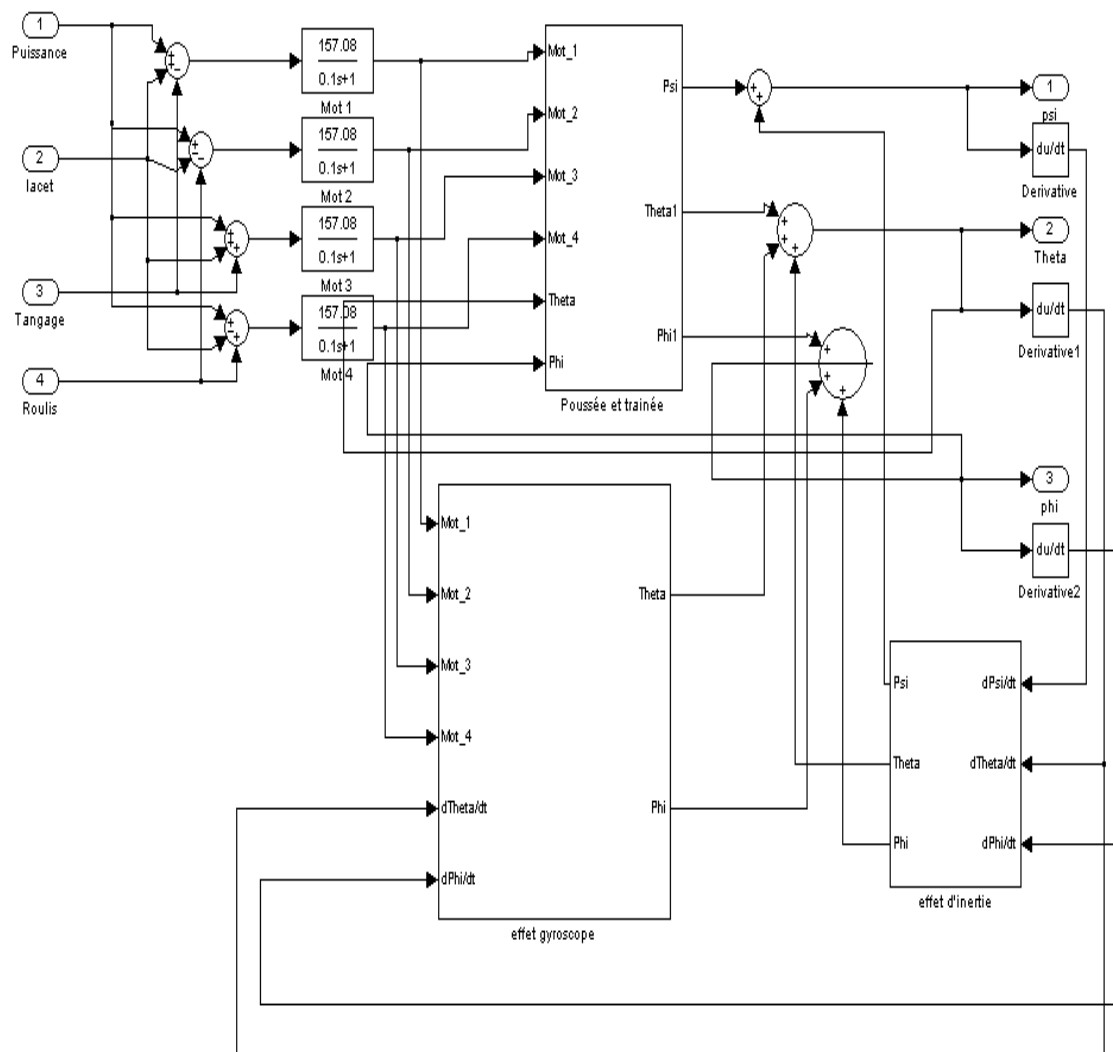 1
Puissance
2
lacet
3
Tangage
4
Roulis
+
+
−
+
−
−
+
+
+
+
−
+
157.08
0.1s+1
Mot 1
157.08
0.1s+1
Mot 2
157.08
0.1s+1
Mot 3
157.08
0.1s+1
Mot 4
Mot_1
Mot_2
Mot_3
Mot_4
Theta
Phi
Psi
Theta1
Phi1
Poussée et trainée
+
+
+
+
+
+
+
+
1
psi
du/dt
Derivative
2
Theta
du/dt
Derivative1
3
phi
du/dt
Derivative2
Mot_1
Mot_2
Mot_3
Mot_4
dTheta/dt
dPhi/dt
Theta
Phi
effet gyroscope
Psi
Theta
Phi
dPsi/dt
dTheta/dt
dPhi/dt
effet d'inertie